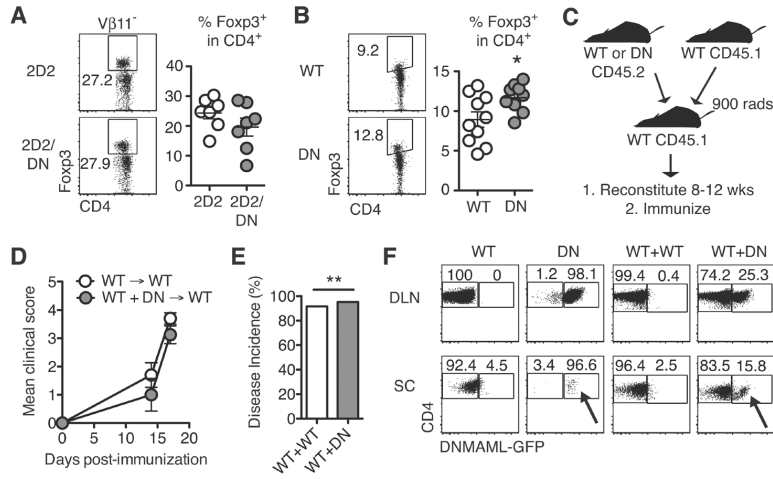 A
Vβ11-
% Foxp3+
in CD4+
2D2
27.2
2D2/
DN
27.9
Foxp3
CD4
40
30
20
10
0
2D2
2D2/
DN
B
% Foxp3+
in CD4+
WT
9.2
DN
12.8
Foxp3
CD4
15
10
5
0
*
WT
DN
C
WT or DN
CD45.2
WT CD45.1
900 rads
WT CD45.1
1. Reconstitute 8-12 wks
2. Immunize
D
WT → WT
WT + DN → WT
Mean clinical score
5
4
3
2
1
0
0 5 10 15 20
Days post-immunization
E
**
Disease Incidence (%)
100
80
60
40
20
0
WT+WT
WT+DN
F
WT DN WT+WT WT+DN
DLN
100 0
1.2 98.1
99.4 0.4
74.2 25.3
SC
92.4 4.5
3.4 96.6
96.4 2.5
83.5 15.8
CD4
DNMAML-GFP